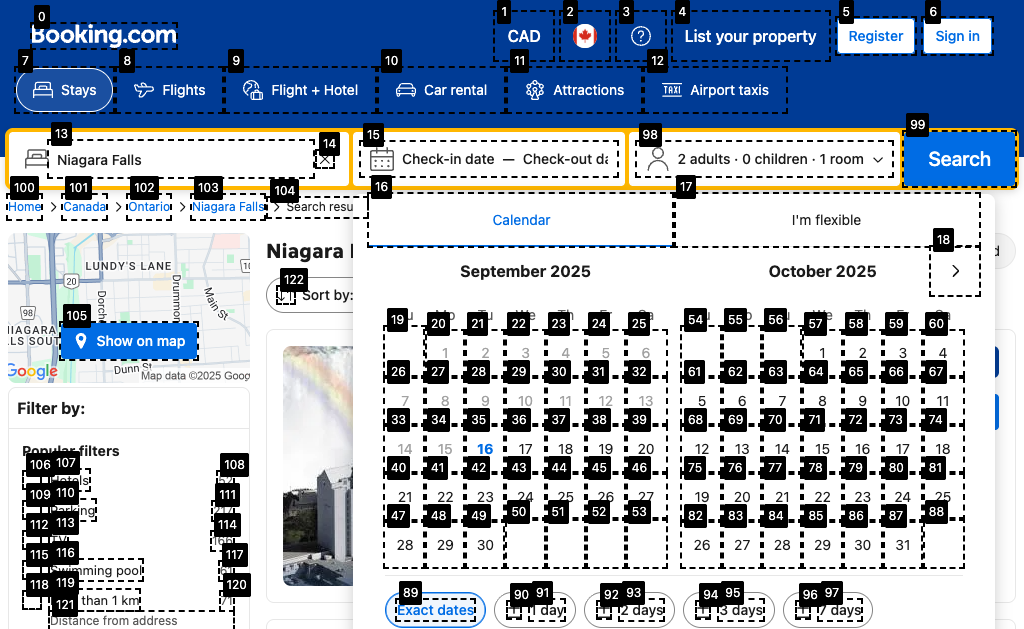 0 1 2 3 4 5 6
Booking.com CAD List your property Register Sign in
7 8 9 10 11 12
Stays Flights Flight + Hotel Car rental Attractions Airport taxis
13 14 15 98 99
Niagara Falls Check-in date — Check-out da 2 adults · 0 children · 1 room Search
100 101 102 103 104
Home Canada Ontario Niagara Falls Search resu
16 17
Calendar I'm flexible
18
Niagara
122
Sort by:
LUNDY'S LANE
20
98
Dorch
Drummon
Main St
NIAGARA
LLS SOUT
105
Show on map
Dunn St
Google
Map data ©2025 Goog
September 2025 October 2025
19 20 21 22 23 24 25 54 55 56 57 58 59 60
1 2 3 4 5 6 1 2 3 4
26 27 28 29 30 31 32 61 62 63 64 65 66 67
7 8 9 10 11 12 13 5 6 7 8 9 10 11
33 34 35 36 37 38 39 68 69 70 71 72 73 74
14 15 16 17 18 19 20 12 13 14 15 16 17 18
40 41 42 43 44 45 46 75 76 77 78 79 80 81
21 22 23 24 25 26 27 19 20 21 22 23 24 25
47 48 49 50 51 52 53 82 83 84 85 86 87 88
28 29 30 26 27 28 29 30 31
89 90 91 92 93 94 95 96 97
Exact dates 1 day 2 days 3 days 7 days
Filter by:
Popular filters
106 107 108
Hotels
109 110 111
Parking
112 113 114
115 116 117
Swimming pool
118 119 120
than 1 km
121
Distance from address